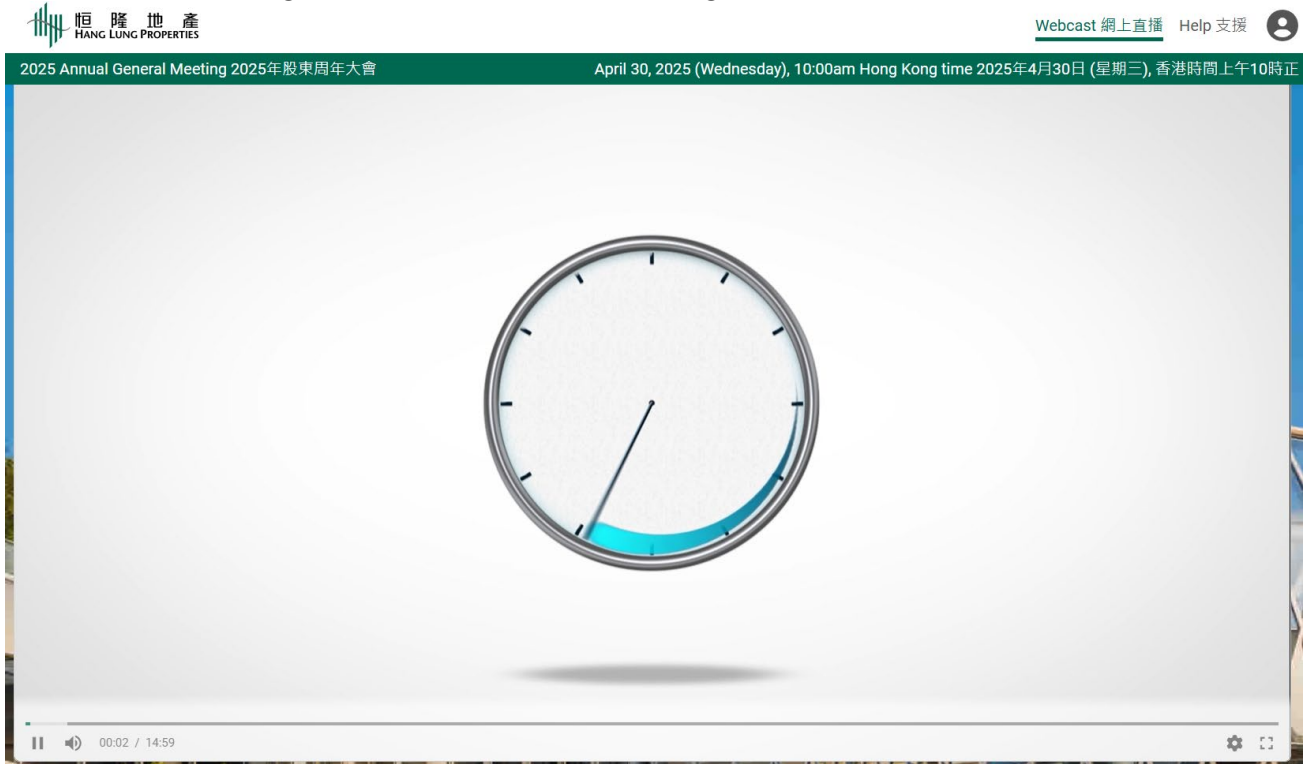 恒隆地產
HANG LUNG PROPERTIES
Webcast 網上直播 Help 支援
2025 Annual General Meeting 2025年股東周年大會
April 30, 2025 (Wednesday), 10:00am Hong Kong time 2025年4月30日 (星期三), 香港時間上午10時正
00:02 / 14:59